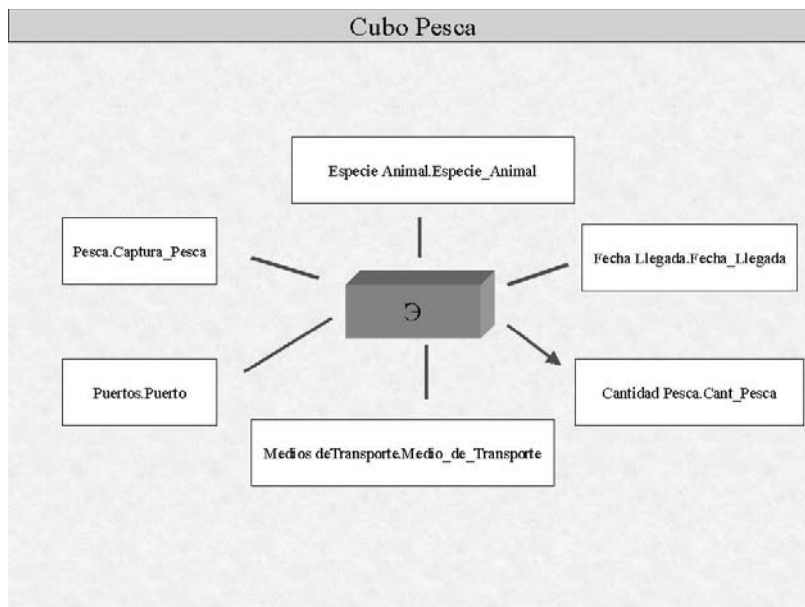 Cubo Pesca
Especie Animal.Especie_Animal
Pesca.Captura_Pesca
Fecha Llegada.Fecha_Llegada
Э
Puertos.Puerto
Cantidad Pesca.Cant_Pesca
Medios deTransporte.Medio_de_Transporte